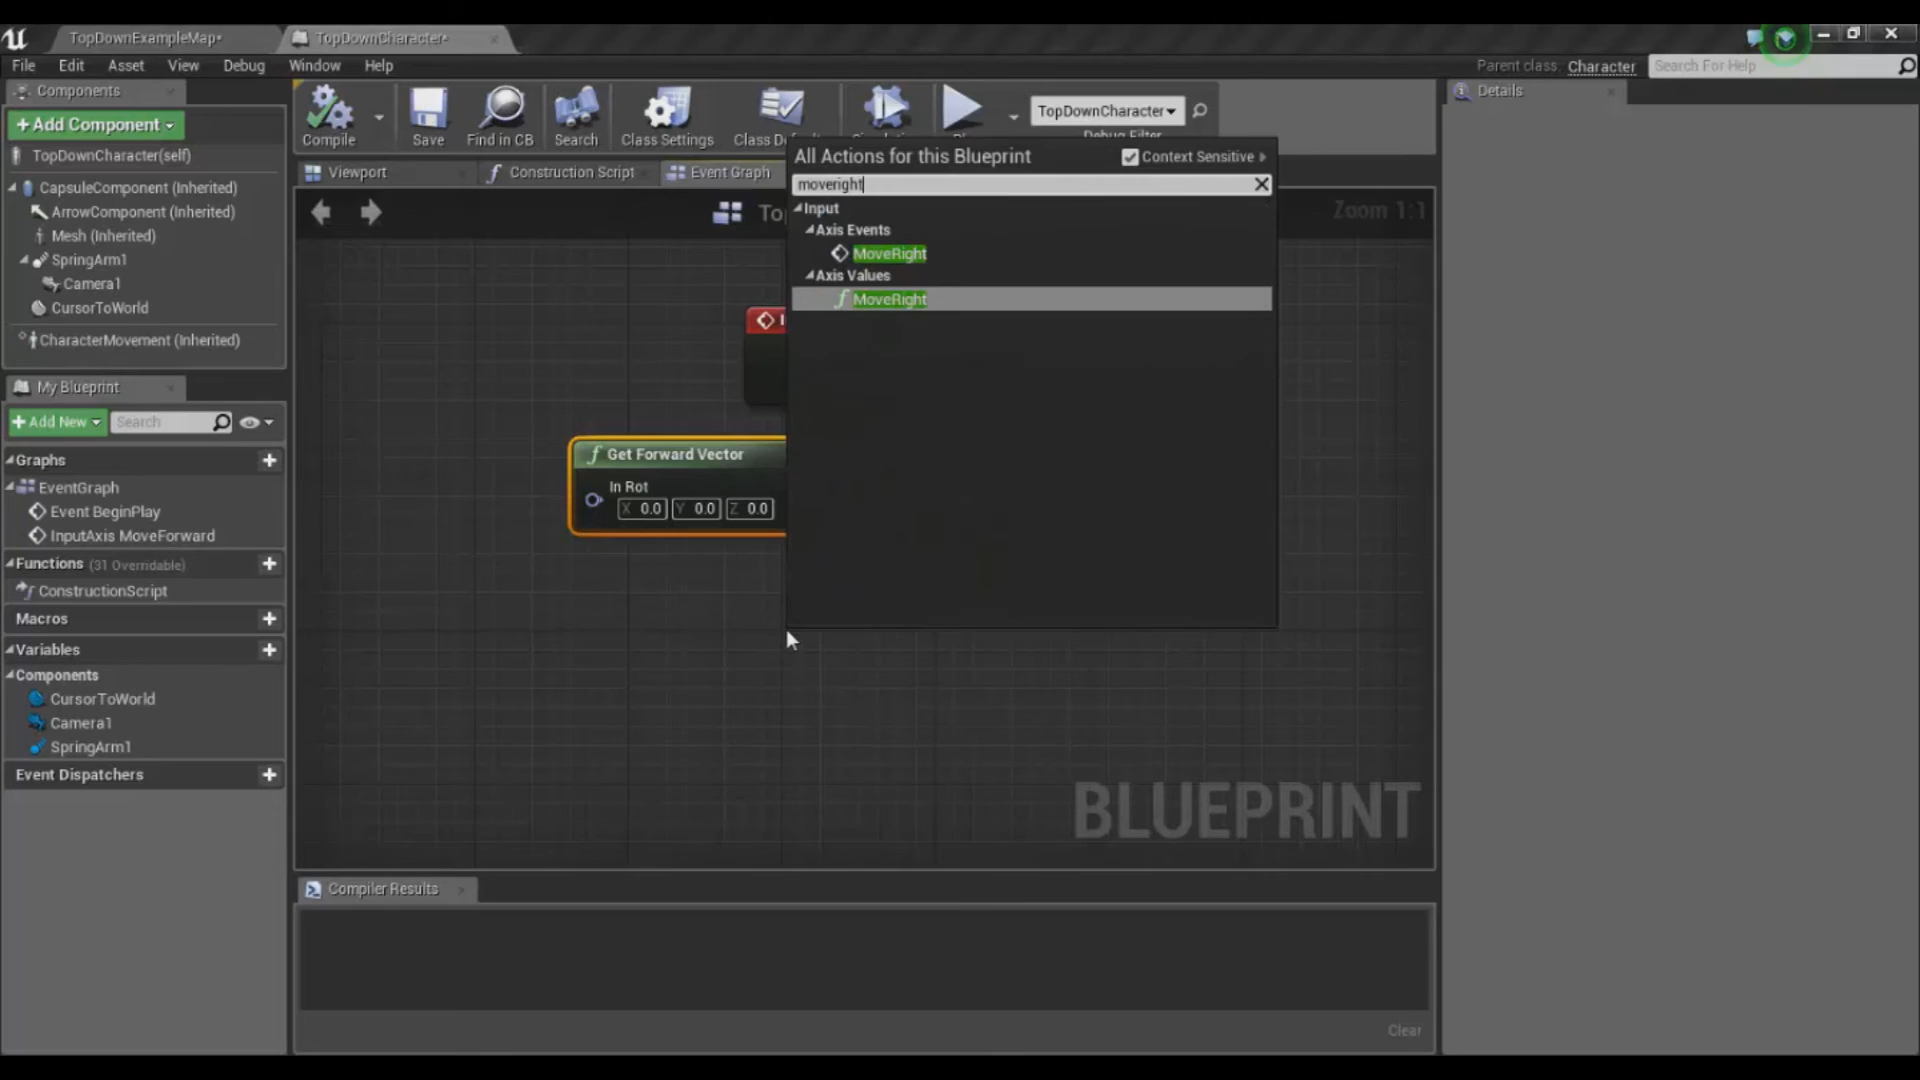 TopDownExampleMap*
TopDownCharacter*
File Edit Asset View Debug Window Help
Parent class: Character
Search For Help
Components
+Add Component
TopDownCharacter(self)
CapsuleComponent (Inherited)
ArrowComponent (Inherited)
Mesh (Inherited)
SpringArm1
Camera1
CursorToWorld
CharacterMovement (Inherited)
My Blueprint
+Add New
Search
Graphs
EventGraph
Event BeginPlay
InputAxis MoveForward
Functions (31 Overridable)
ConstructionScript
Macros
Variables
Components
CursorToWorld
Camera1
SpringArm1
Event Dispatchers
Compile
Save
Find in CB
Search
Class Settings
TopDownCharacter
Viewport
Construction Script
Event Graph
Zoom 1:1
All Actions for this Blueprint
Context Sensitive
moveright
Input
Axis Events
MoveRight
Axis Values
MoveRight
Get Forward Vector
In Rot
X 0.0 Y 0.0 Z 0.0
BLUEPRINT
Compiler Results
Clear
Details